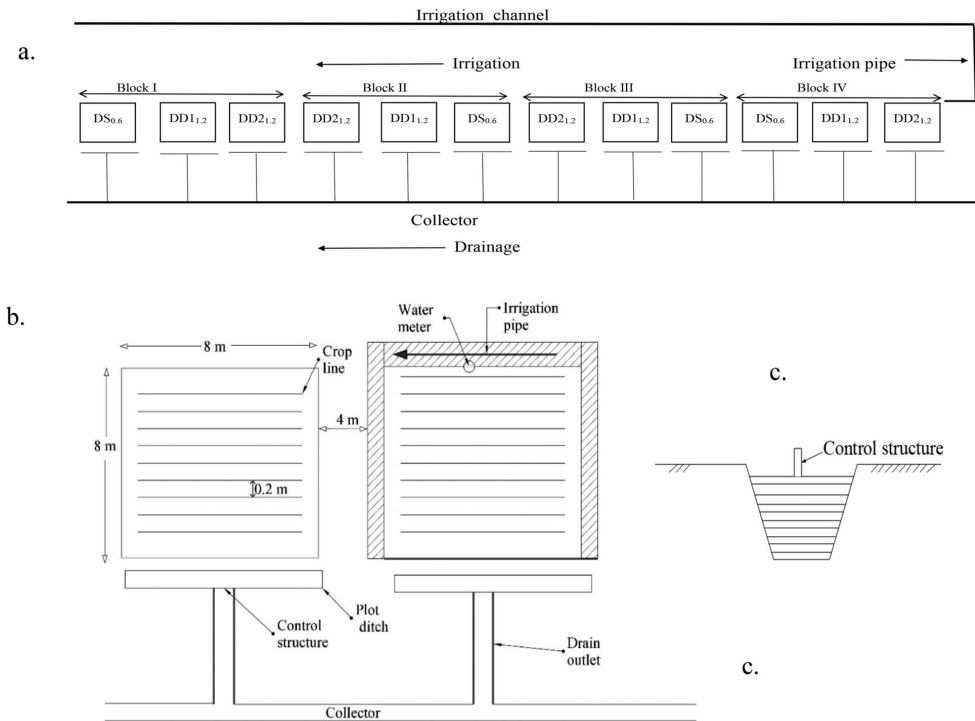 Irrigation channel
a.
Irrigation
Irrigation pipe
Block I
Block II
Block III
Block IV
DS0.6
DD11.2
DD21.2
DD21.2
DD11.2
DS0.6
DD21.2
DD11.2
DS0.6
DS0.6
DD11.2
DD21.2
Collector
Drainage
b.
Water
meter
Irrigation
pipe
8 m
Crop
line
4 m
8 m
0.2 m
Control
structure
Plot
ditch
Drain
outlet
Collector
c.
Control structure
c.